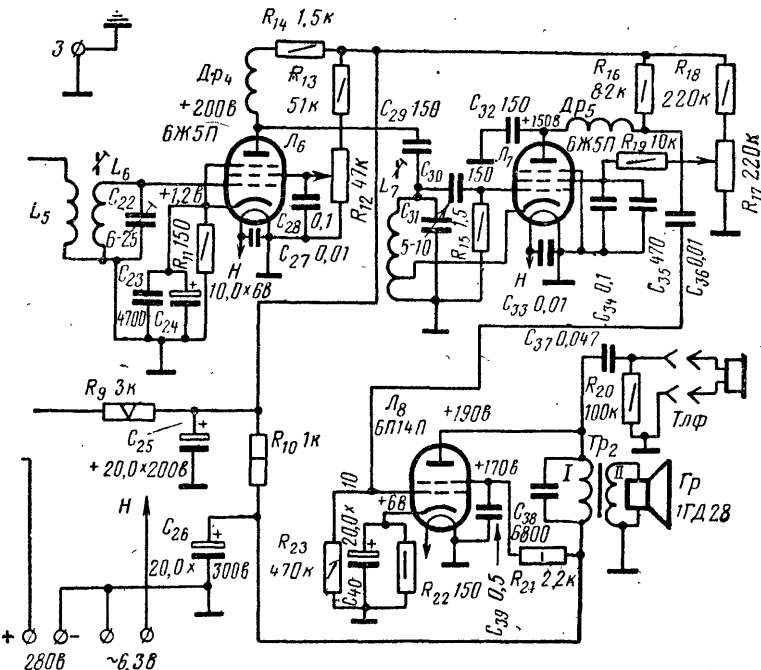 R14 1,5к
З
Др4
R13
51к
+200в
6Ж5П
Л6
C29 150
C32 150
+150в
Др5
6Ж5П
Л7
R16
82к
R18
220к
R19 10к
R17 220к
L5
L6
C22
6-25
+1,2в
R11 150
C28
0,1
R12 47к
C27 0,01
Н
C23
4700
C24
10,0×6в
L7
C30
150
C31
5-10
R15 1,5
Н
C33 0,01
C34 0,1
C35 470
C36 0,01
C37 0,047
R9 3к
C25
+20,0×200в
R10 1к
Н
C26
20,0×
300в
Л8
6П14П
+190в
+170в
R20
100к
Тлф
Тр2
I
II
Гр
1ГД28
10
+6в
20,0×
C40
R23
470к
R22 150
C39 0,5
C38
6800
R21 2,2к
+
-
280в
~6,3в